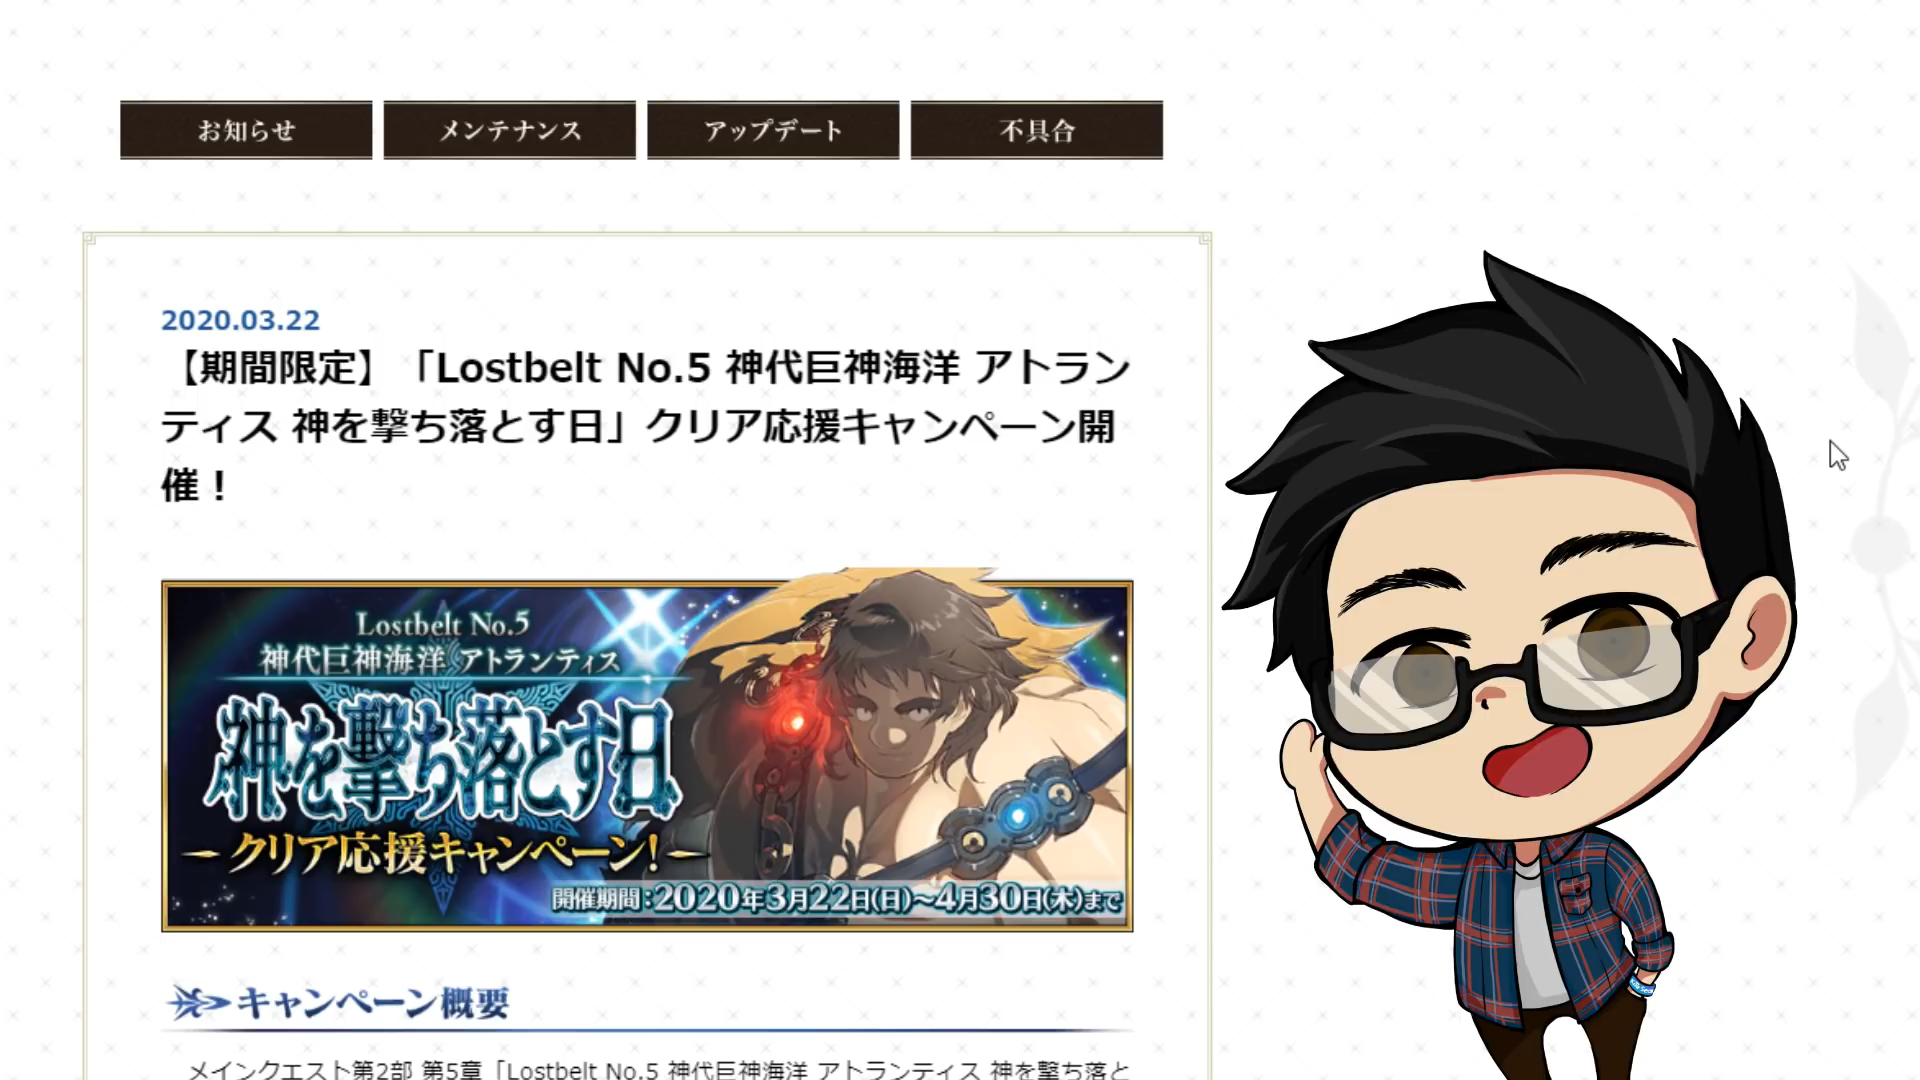 お知らせ
メンテナンス
アップデート
不具合
2020.03.22
【期間限定】「Lostbelt No.5 神代巨神海洋 アトラン
ティス 神を撃ち落とす日」クリア応援キャンペーン開
催！
Lostbelt No.5
神代巨神海洋 アトランティス
神を撃ち落とす日
クリア応援キャンペーン!
開催期間:2020年3月22日(日)~4月30日(木)まで
キャンペーン概要
メインクエスト第2部 第5章「Lostbelt No.5 神代巨神海洋 アトランティス 神を撃ち落と